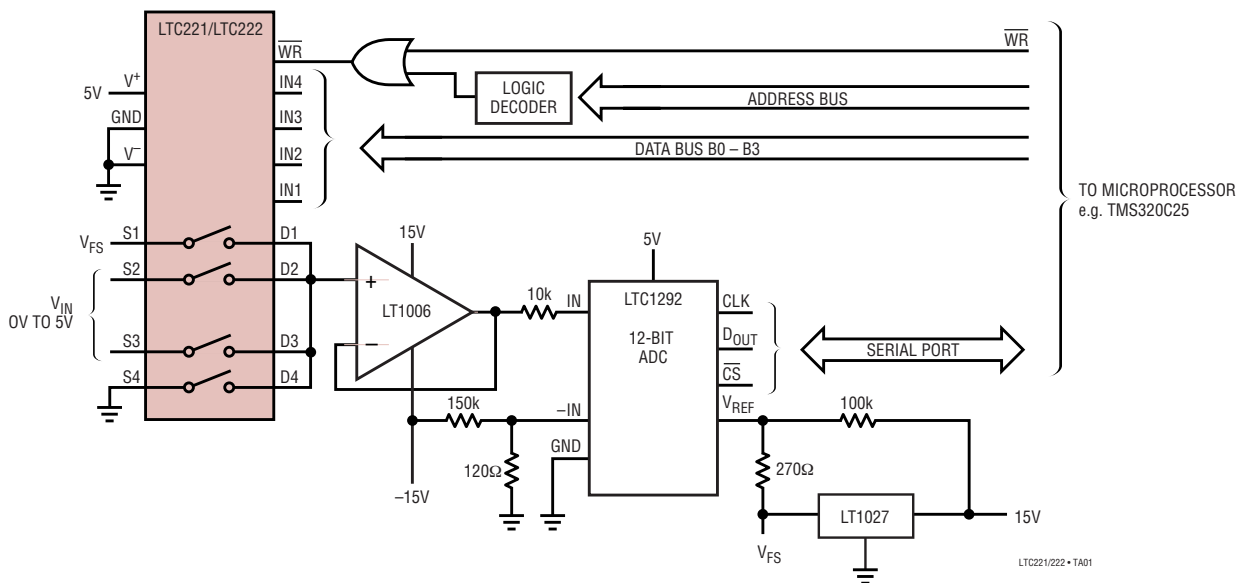 LTC221/LTC222
WR
WR
V+
5V
IN4
LOGIC
DECODER
ADDRESS BUS
GND
IN3
V–
IN2
DATA BUS B0 – B3
IN1
TO MICROPROCESSOR
e.g. TMS320C25
VFS
S1
D1
15V
5V
S2
D2
VIN
0V TO 5V
+
LT1006
–
10k
IN
LTC1292
12-BIT
ADC
CLK
DOUT
CS
SERIAL PORT
S3
D3
S4
D4
150k
–IN
VREF
100k
120Ω
GND
270Ω
–15V
LT1027
15V
VFS
LTC221/222 • TA01